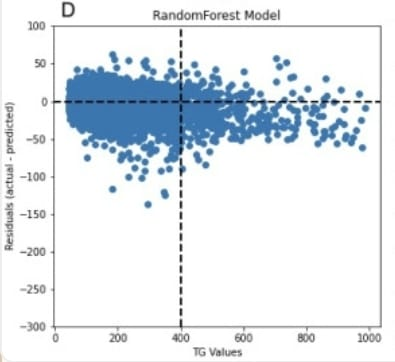 D
RandomForest Model
100
50
0
−50
−100
−150
−200
−250
−300
Residuals (actual - predicted)
0 200 400 600 800 1000
TG Values